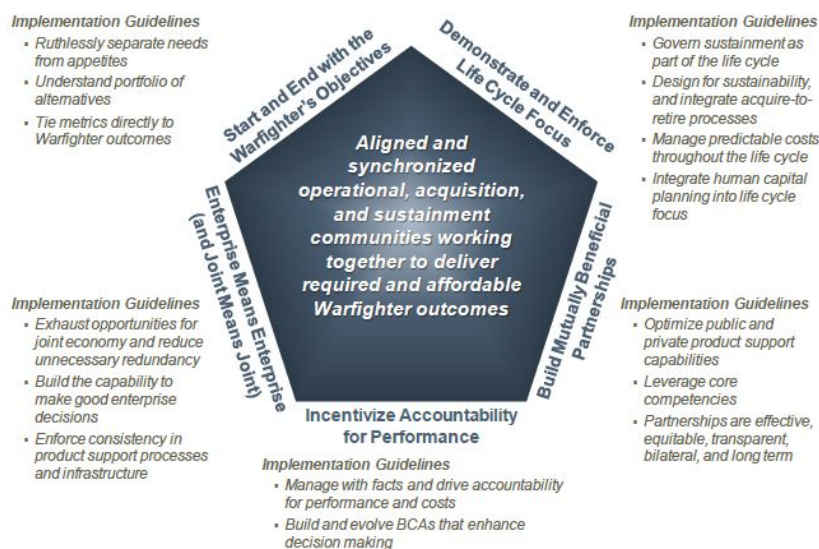 Implementation Guidelines
▪ Ruthlessly separate needs
from appetites
▪ Understand portfolio of
alternatives
▪ Tie metrics directly to
Warfighter outcomes
Start and End with the
Warfighter's Objectives
Demonstrate and Enforce
Life Cycle Focus
Implementation Guidelines
▪ Govern sustainment as
part of the life cycle
▪ Design for sustainability,
and integrate acquire-to-
retire processes
▪ Manage predictable costs
throughout the life cycle
▪ Integrate human capital
planning into life cycle
focus
Aligned and
synchronized
operational, acquisition,
and sustainment
communities working
together to deliver
required and affordable
Warfighter outcomes
Enterprise Means Enterprise
(and Joint Means Joint)
Build Mutually Beneficial
Partnerships
Implementation Guidelines
▪ Exhaust opportunities for
joint economy and reduce
unnecessary redundancy
▪ Build the capability to
make good enterprise
decisions
▪ Enforce consistency in
product support processes
and infrastructure
Implementation Guidelines
▪ Optimize public and
private product support
capabilities
▪ Leverage core
competencies
▪ Partnerships are effective,
equitable, transparent,
bilateral, and long term
Incentivize Accountability
for Performance
Implementation Guidelines
▪ Manage with facts and drive accountability
for performance and costs
▪ Build and evolve BCAs that enhance
decision making